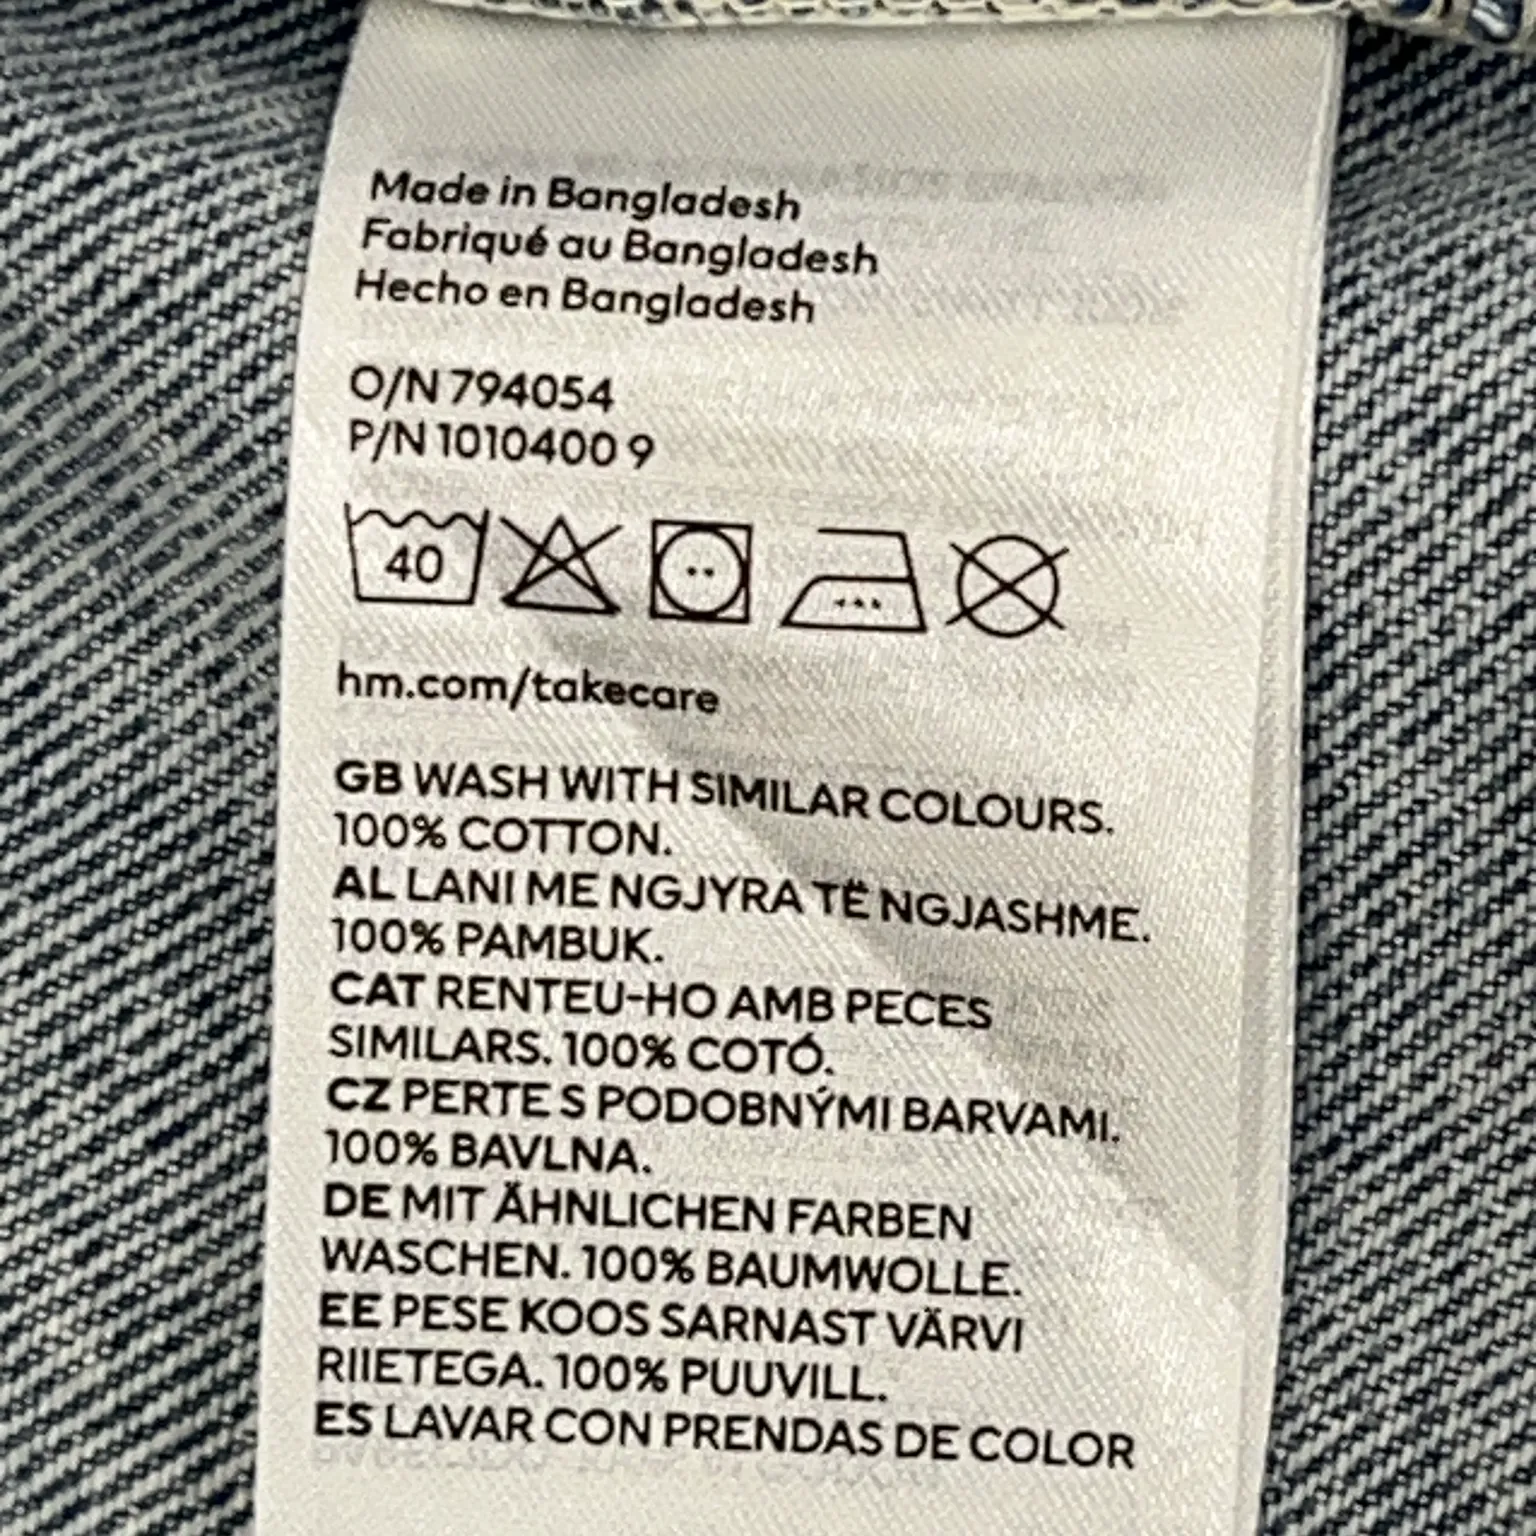 Made in Bangladesh
Fabriqué au Bangladesh
Hecho en Bangladesh
O/N 794054
P/N 1010400 9
40
hm.com/takecare
GB WASH WITH SIMILAR COLOURS.
100% COTTON.
AL LANI ME NGJYRA TË NGJASHME.
100% PAMBUK.
CAT RENTEU-HO AMB PECES
SIMILARS. 100% COTÓ.
CZ PERTE S PODOBNÝMI BARVAMI.
100% BAVLNA.
DE MIT ÄHNLICHEN FARBEN
WASCHEN. 100% BAUMWOLLE.
EE PESE KOOS SARNAST VÄRVI
RIIETEGA. 100% PUUVILL.
ES LAVAR CON PRENDAS DE COLOR